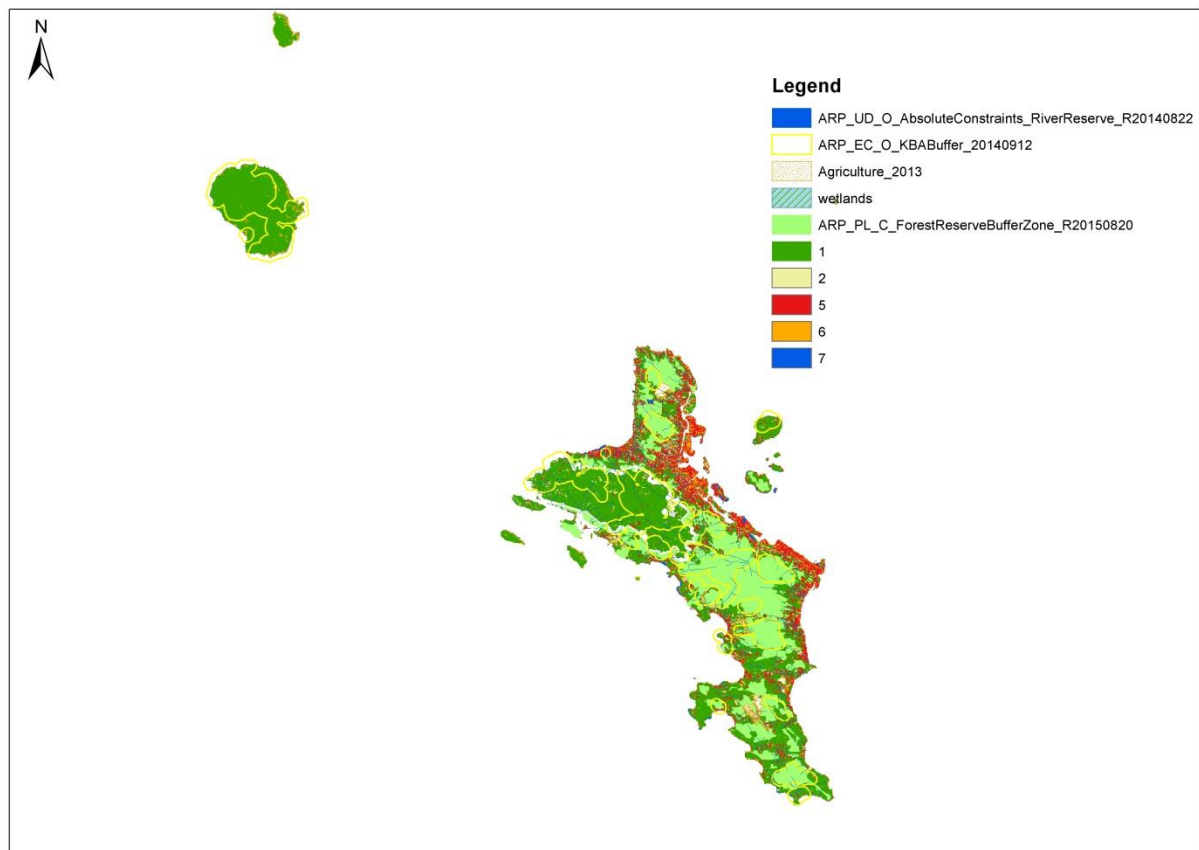 N
Legend
ARP_UD_O_AbsoluteConstraints_RiverReserve_R20140822
ARP_EC_O_KBABuffer_20140912
Agriculture_2013
wetlands
ARP_PL_C_ForestReserveBufferZone_R20150820
1
2
5
6
7